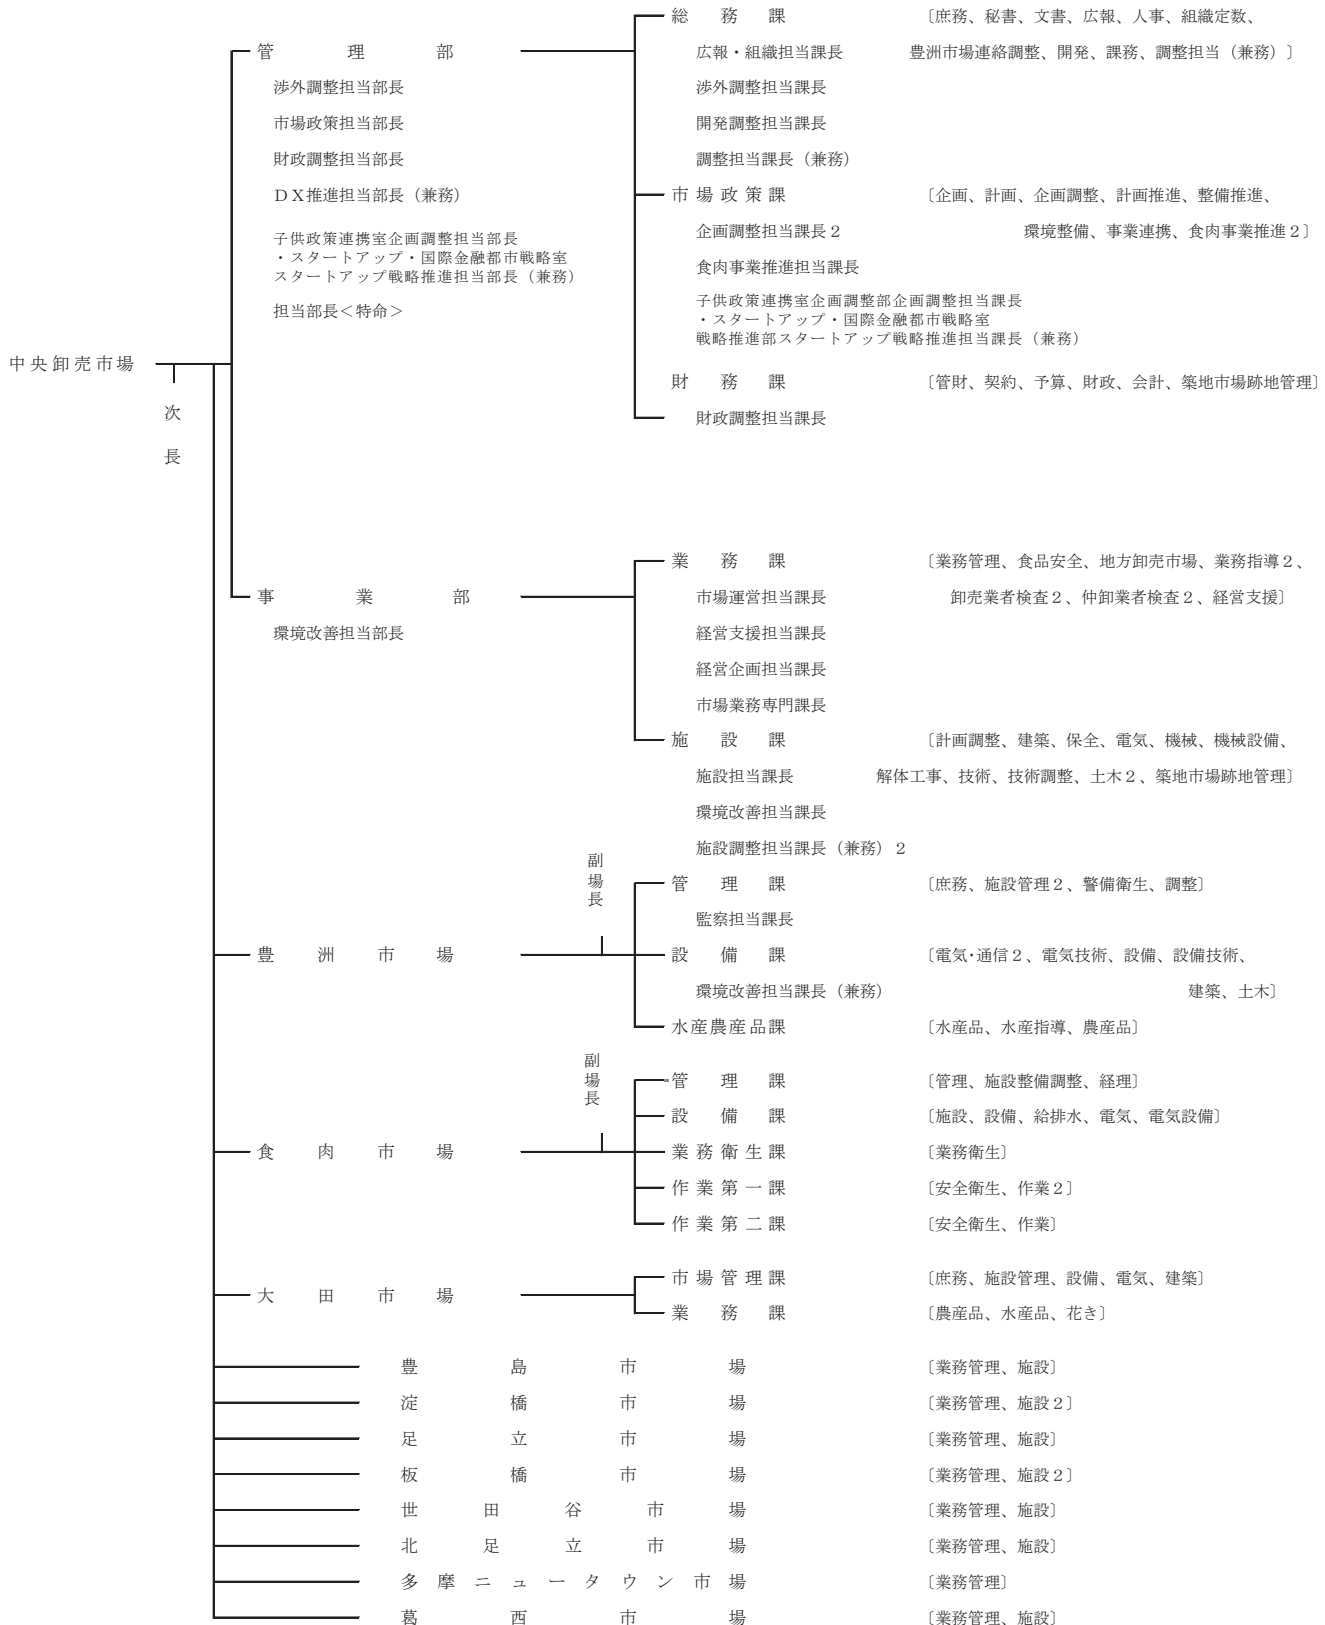 総務課 〔庶務、秘書、文書、広報、人事、組織定数、
管理部 広報・組織担当課長 豊洲市場連絡調整、開発、課務、調整担当（兼務）〕
渉外調整担当部長 渉外調整担当課長
市場政策担当部長 開発調整担当課長
財政調整担当部長 調整担当課長（兼務）
ＤＸ推進担当部長（兼務） 市場政策課 〔企画、計画、企画調整、計画推進、整備推進、
企画調整担当課長２ 環境整備、事業連携、食肉事業推進２〕
子供政策連携室企画調整担当部長
・スタートアップ・国際金融都市戦略室
スタートアップ戦略推進担当部長（兼務）
食肉事業推進担当課長
担当部長＜特命＞
子供政策連携室企画調整部企画調整担当課長
・スタートアップ・国際金融都市戦略室
戦略推進部スタートアップ戦略推進担当課長（兼務）
中央卸売市場
次長
財務課 〔管財、契約、予算、財政、会計、築地市場跡地管理〕
財政調整担当課長
業務課 〔業務管理、食品安全、地方卸売市場、業務指導２、
事業部 市場運営担当課長 卸売業者検査２、仲卸業者検査２、経営支援〕
環境改善担当部長 経営支援担当課長
経営企画担当課長
市場業務専門課長
施設課 〔計画調整、建築、保全、電気、機械、機械設備、
施設担当課長 解体工事、技術、技術調整、土木２、築地市場跡地管理〕
環境改善担当課長
施設調整担当課長（兼務）２
副場長
管理課 〔庶務、施設管理２、警備衛生、調整〕
監察担当課長
豊洲市場 設備課 〔電気・通信２、電気技術、設備、設備技術、
環境改善担当課長（兼務） 建築、土木〕
水産農産品課 〔水産品、水産指導、農産品〕
副場長
管理課 〔管理、施設整備調整、経理〕
設備課 〔施設、設備、給排水、電気、電気設備〕
食肉市場 業務衛生課 〔業務衛生〕
作業第一課 〔安全衛生、作業２〕
作業第二課 〔安全衛生、作業〕
市場管理課 〔庶務、施設管理、設備、電気、建築〕
大田市場
業務課 〔農産品、水産品、花き〕
豊島市場 〔業務管理、施設〕
淀橋市場 〔業務管理、施設２〕
足立市場 〔業務管理、施設〕
板橋市場 〔業務管理、施設２〕
世田谷市場 〔業務管理、施設〕
北足立市場 〔業務管理、施設〕
多摩ニュータウン市場 〔業務管理〕
葛西市場 〔業務管理、施設〕